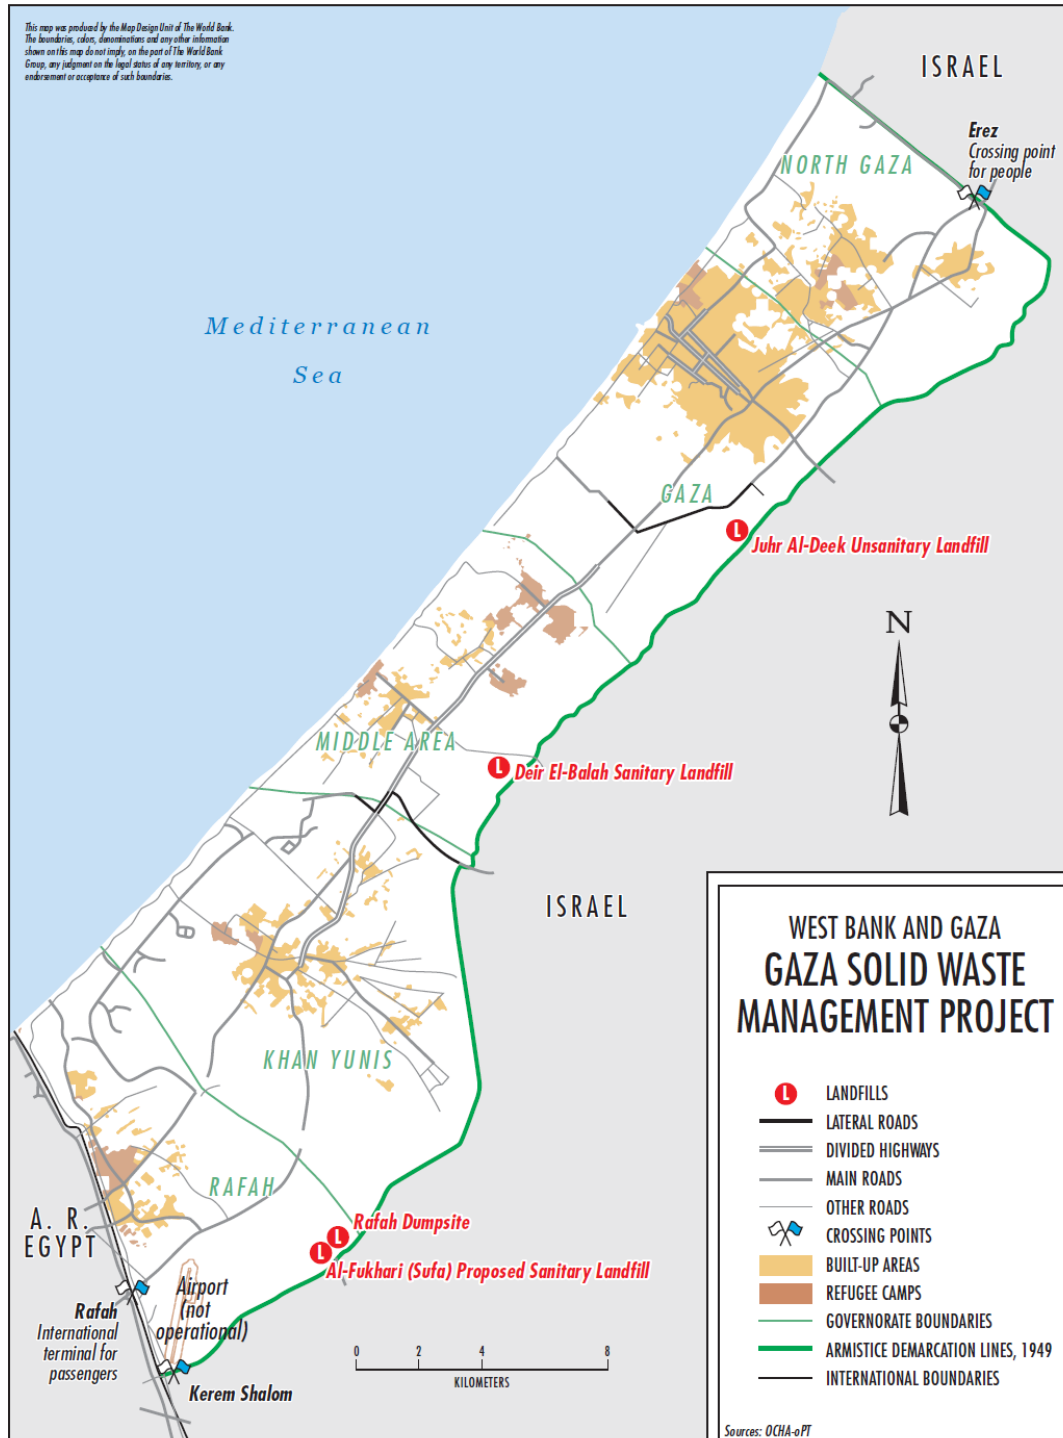 This map was produced by the Map Design Unit of The World Bank.
The boundaries, colors, denominations and any other information
shown on this map do not imply, on the part of The World Bank
Group, any judgment on the legal status of any territory, or any
endorsement or acceptance of such boundaries.
ISRAEL
Erez
Crossing point
for people
NORTH GAZA
Mediterranean
Sea
GAZA
L
Juhr Al-Deek Unsanitary Landfill
N
MIDDLE AREA
L
Deir El-Balah Sanitary Landfill
ISRAEL
KHAN YUNIS
RAFAH
A. R.
EGYPT
L
Rafah Dumpsite
L
Al-Fukhari (Sufa) Proposed Sanitary Landfill
Airport
(not
operational)
Rafah
International
terminal for
passengers
Kerem Shalom
0 2 4 8
KILOMETERS
WEST BANK AND GAZA
GAZA SOLID WASTE
MANAGEMENT PROJECT
L
LANDFILLS
LATERAL ROADS
DIVIDED HIGHWAYS
MAIN ROADS
OTHER ROADS
CROSSING POINTS
BUILT-UP AREAS
REFUGEE CAMPS
GOVERNORATE BOUNDARIES
ARMISTICE DEMARCATION LINES, 1949
INTERNATIONAL BOUNDARIES
Sources: OCHA-oPT